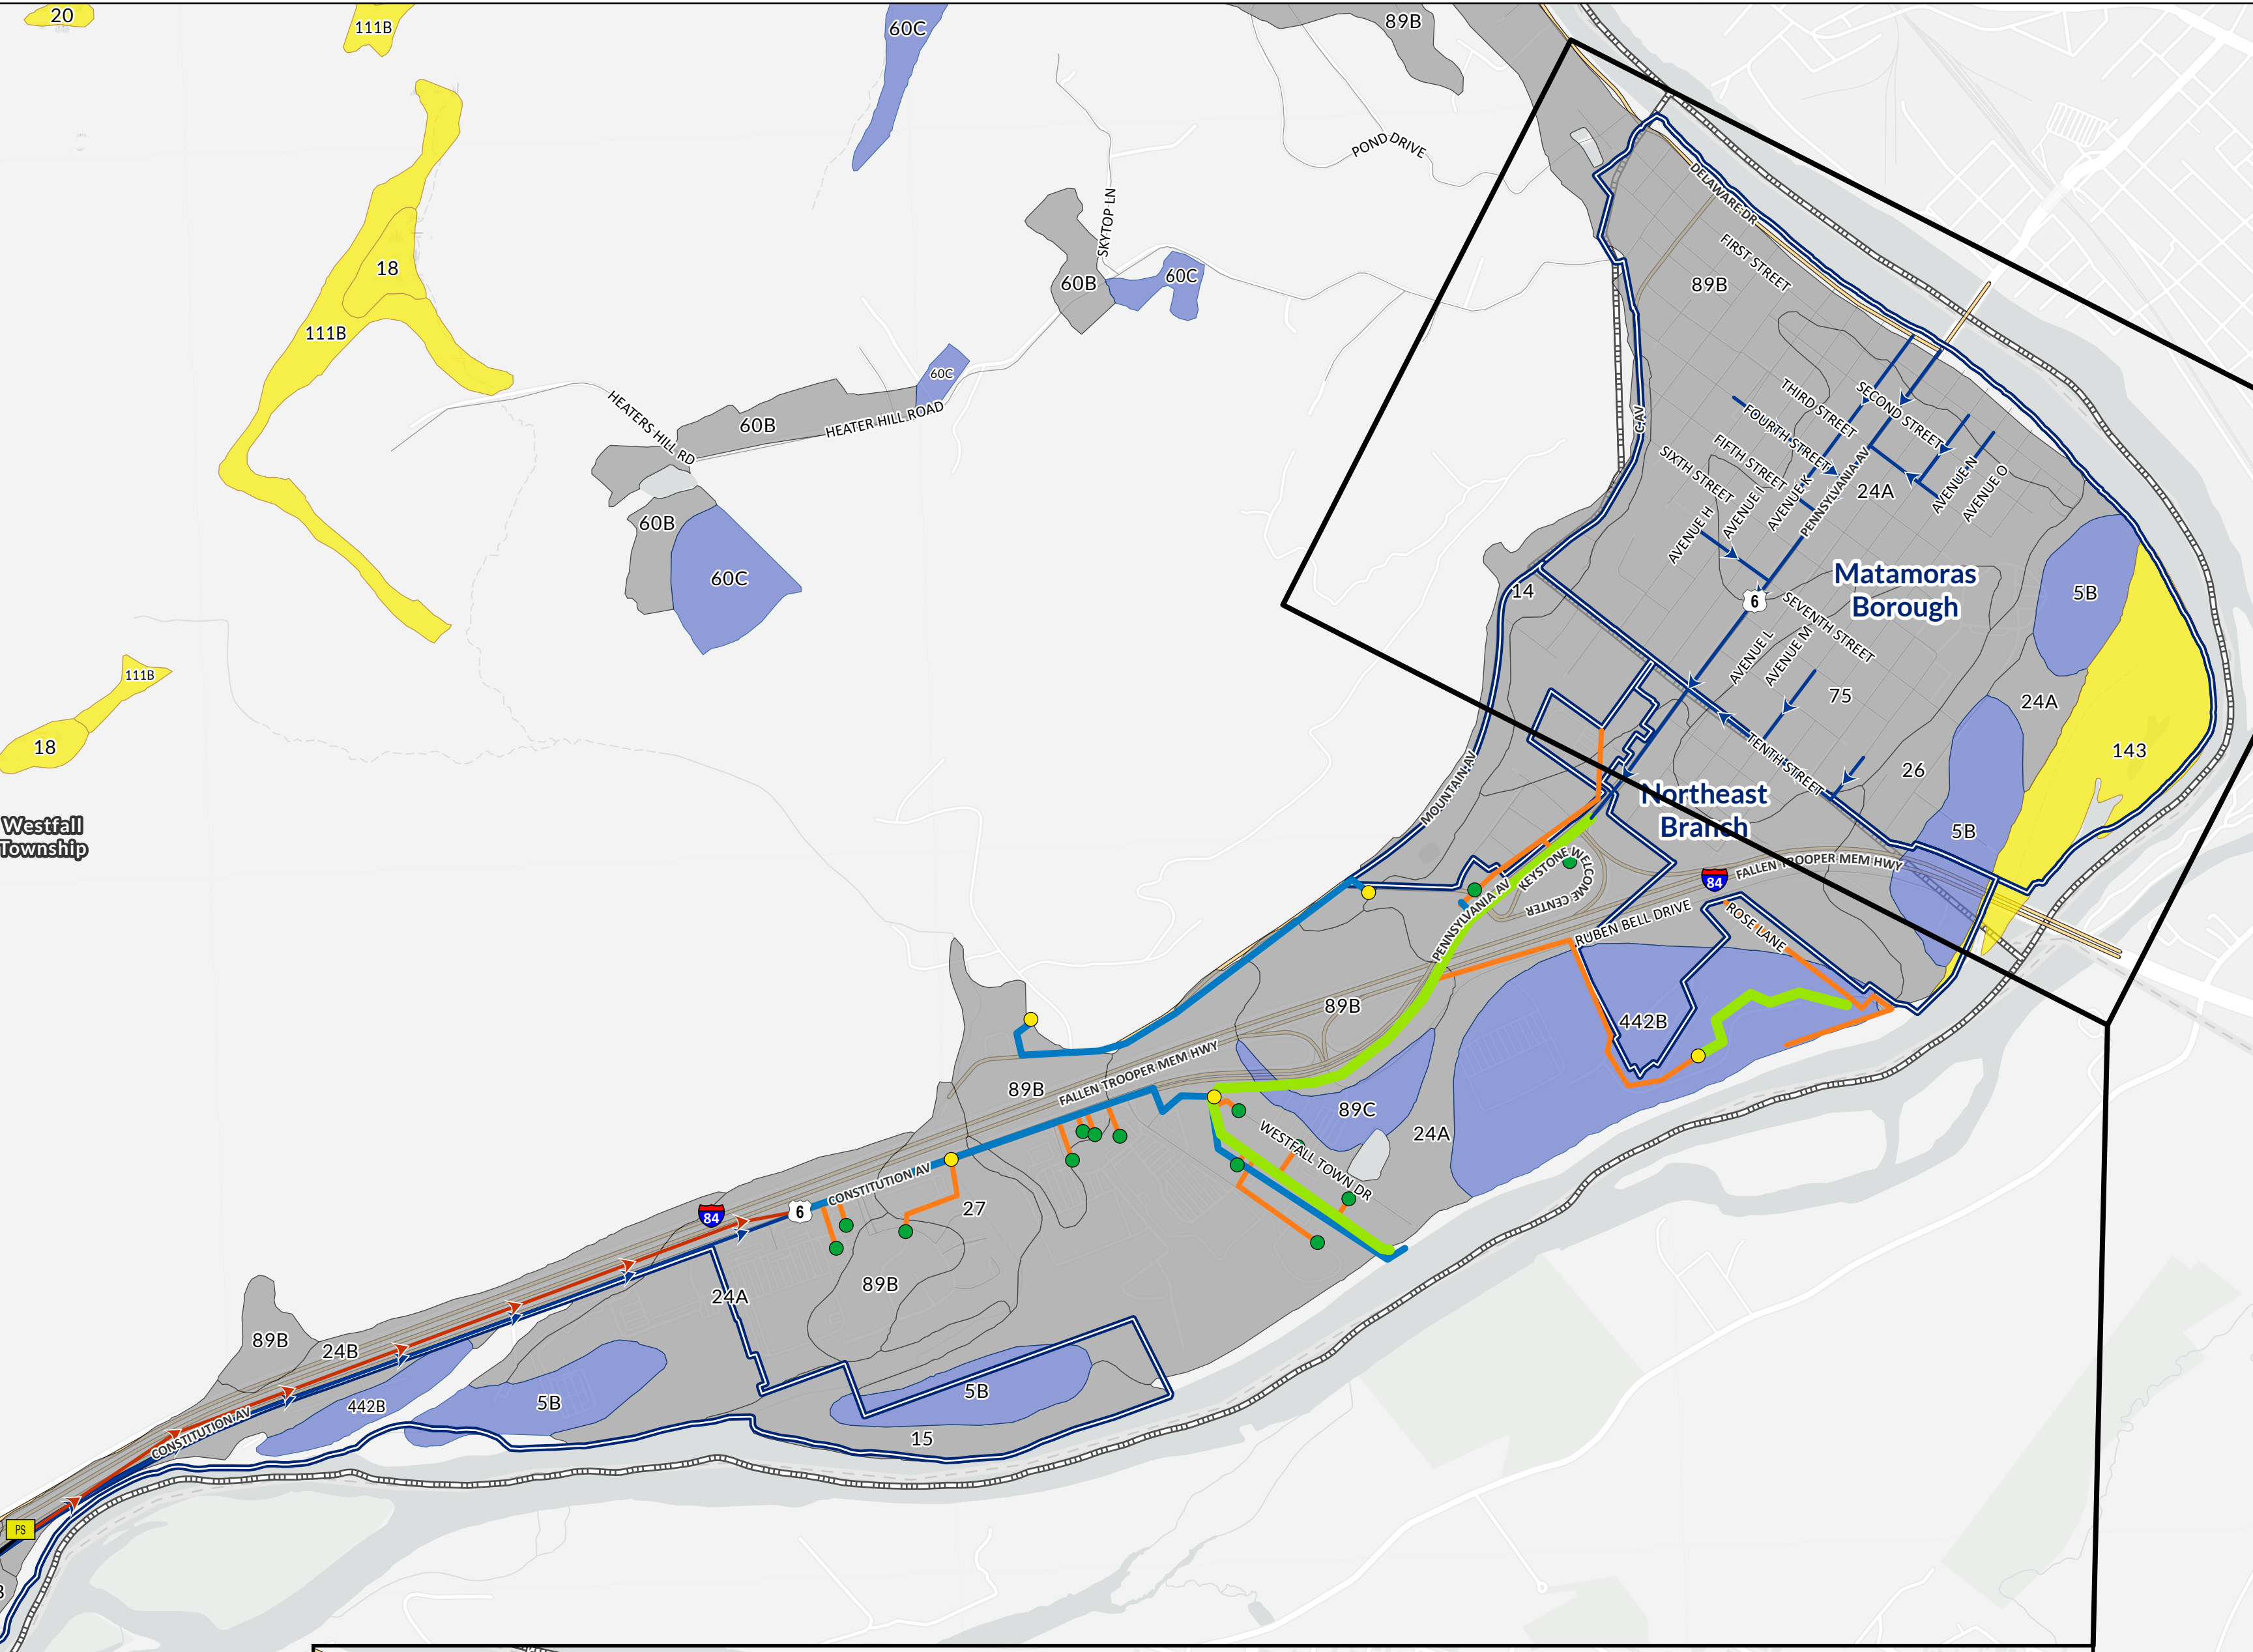 20
111B
60C
89B
POND DRIVE
DELAWARE DR
FIRST STREET
SKYTOP LN
18
60B
60C
89B
111B
60C
HEATERS HILL RD
60B
HEATER HILL ROAD
C AV
THIRD STREET
SECOND STREET
FOURTH STREET
FIFTH STREET
SIXTH STREET
24A
PENNSYLVANIA AV
AVENUE H
AVENUE I
AVENUE K
AVENUE N
AVENUE O
60B
60C
14
Matamoras
Borough
6
5B
SEVENTH STREET
AVENUE L
AVENUE M
75
24A
111B
18
TENTH STREET
143
26
MOUNTAIN AV
Northeast
Branch
Westfall
Township
5B
KEYSTONE WELCOME CENTER
PENNSYLVANIA AV
84
FALLEN TROOPER MEM HWY
RUBEN BELL DRIVE
ROSE LANE
89B
442B
89B
FALLEN TROOPER MEM HWY
89C
24A
WESTFALL TOWN DR
CONSTITUTION AV
84
6
27
89B
24A
89B
24B
442B
5B
5B
CONSTITUTION AV
15
PS